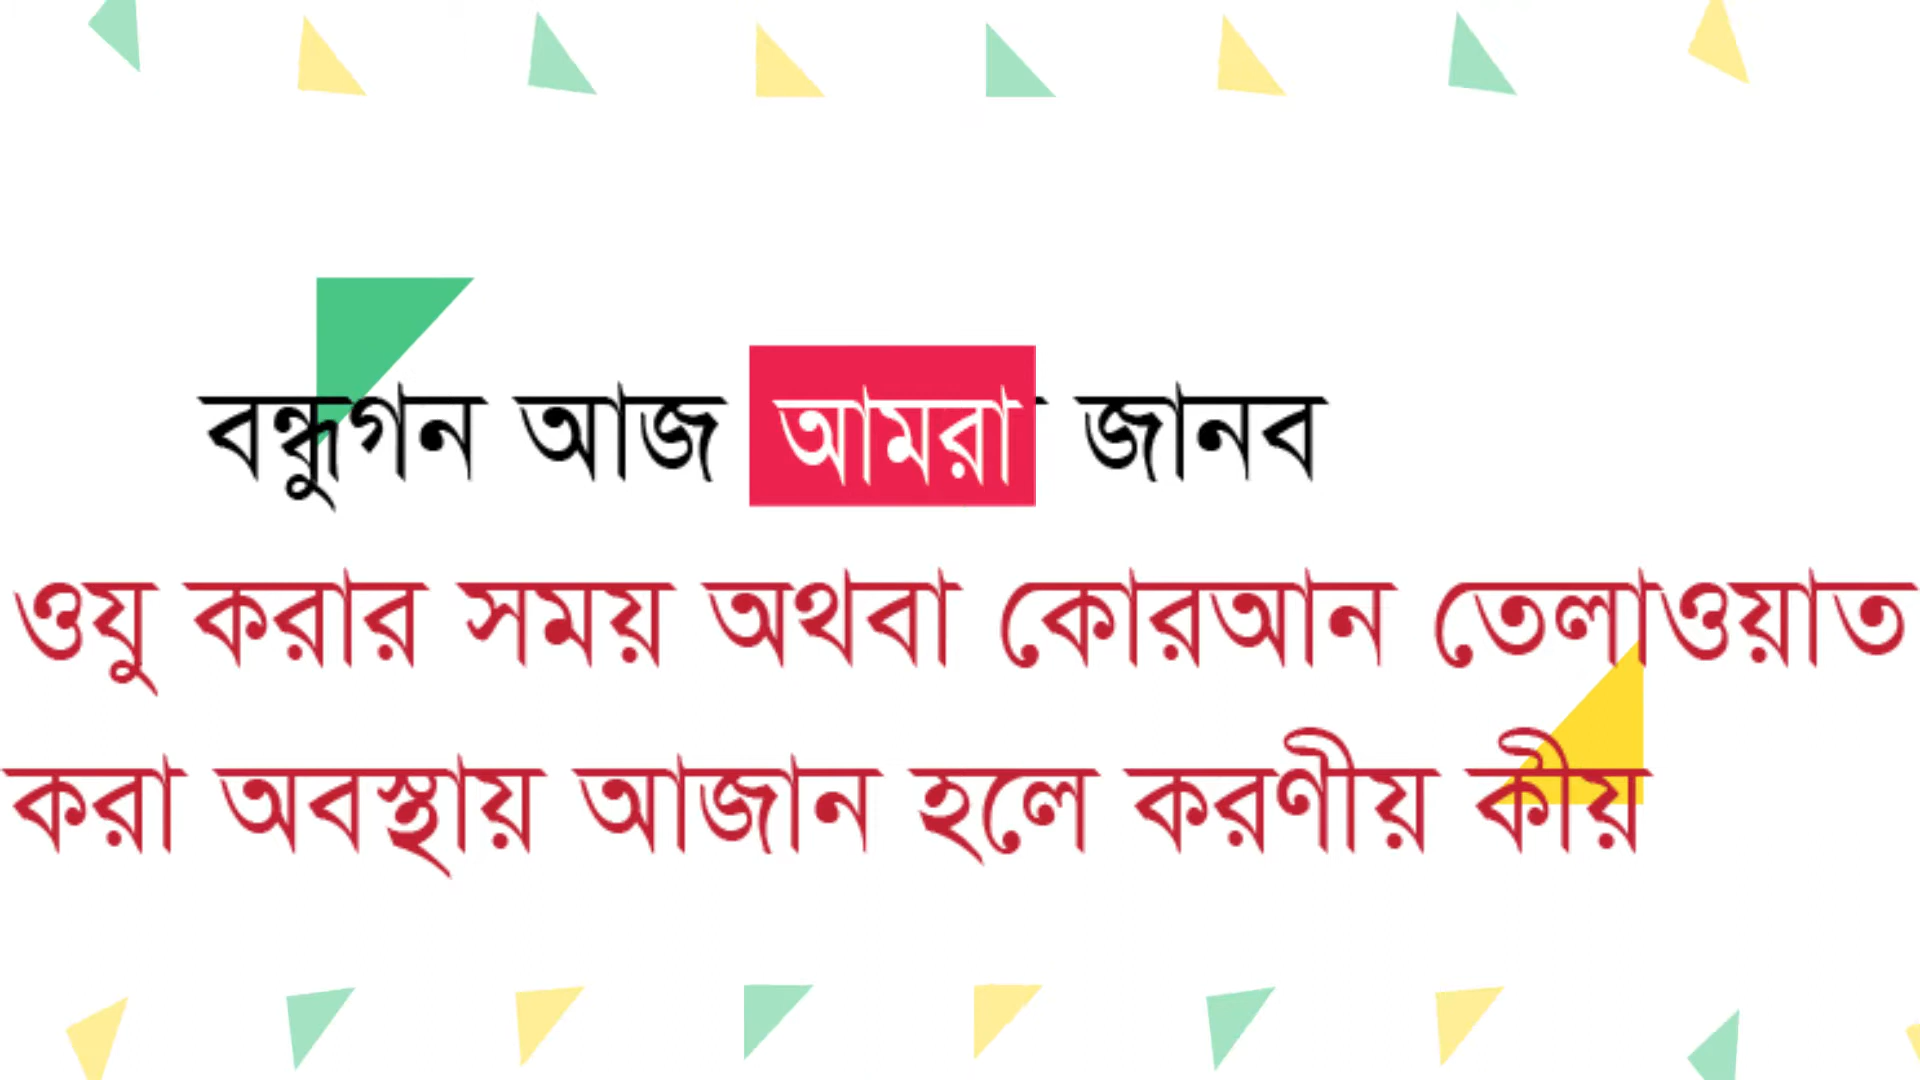 বন্ধুগন আজ আমরা জানব
ওযু করার সময় অথবা কোরআন তেলাওয়াত
করা অবস্থায় আজান হলে করণীয় কীয়